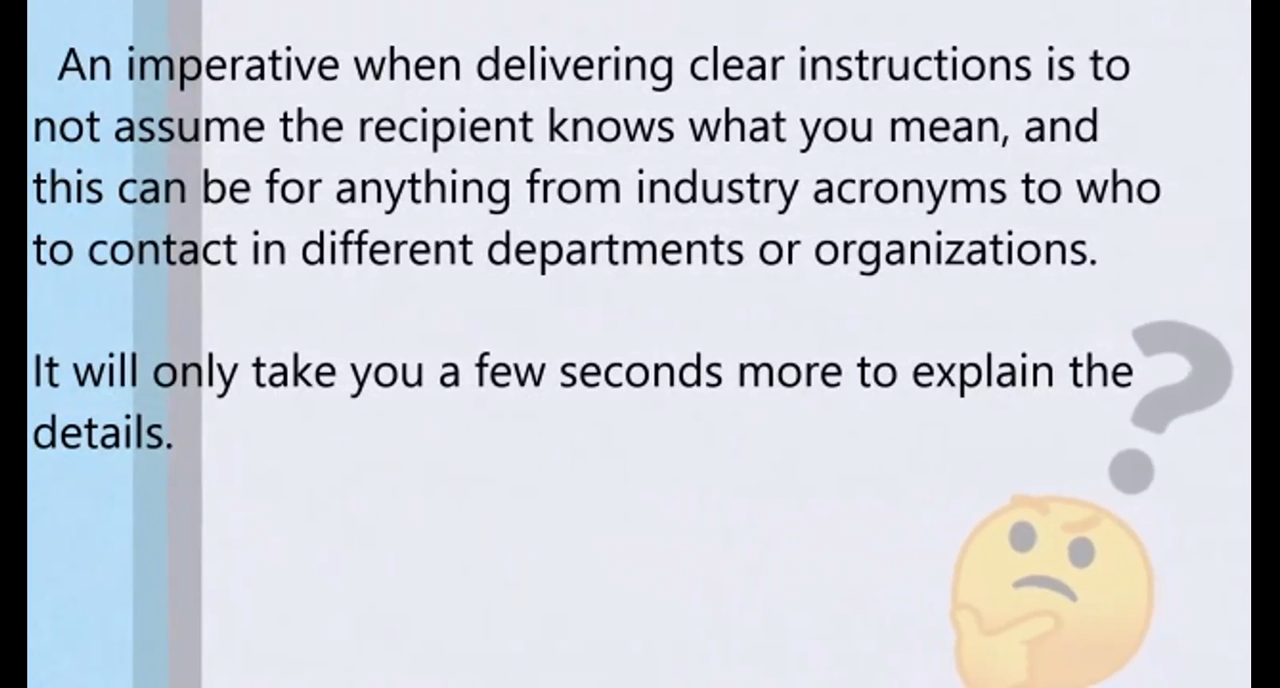 An imperative when delivering clear instructions is to
not assume the recipient knows what you mean, and
this can be for anything from industry acronyms to who
to contact in different departments or organizations.
It will only take you a few seconds more to explain the
details.